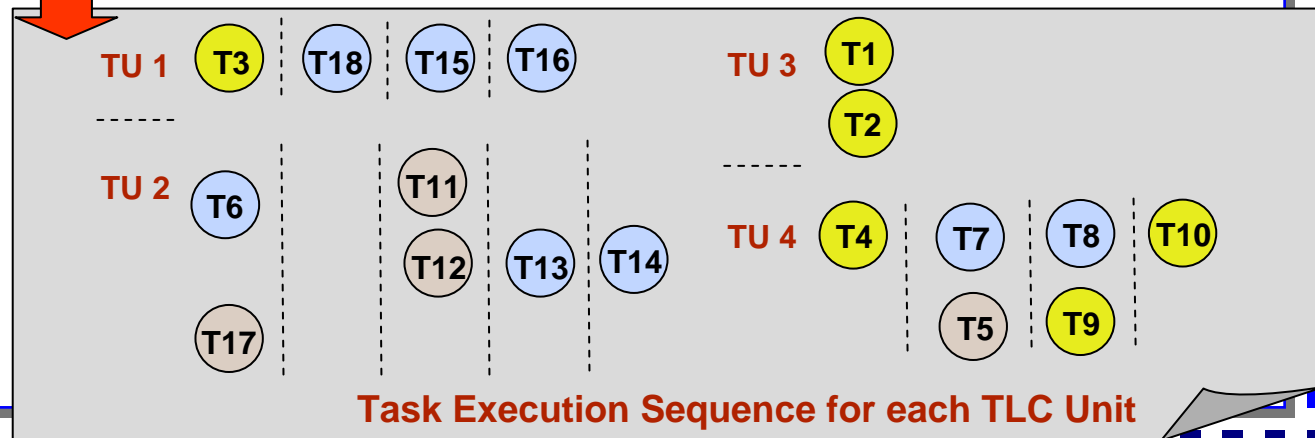 TU 1 T3 T18 T15 T16
TU 2 T6 T11
T12 T13 T14
T17
TU 3 T1
T2
TU 4 T4 T7 T8 T10
T5 T9
Task Execution Sequence for each TLC Unit